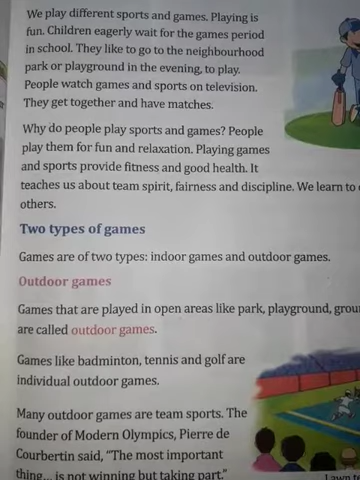 We play different sports and games. Playing is
fun. Children eagerly wait for the games period
in school. They like to go to the neighbourhood
park or playground in the evening, to play.
People watch games and sports on television.
They get together and have matches.
Why do people play sports and games? People
play them for fun and relaxation. Playing games
and sports provide fitness and good health. It
teaches us about team spirit, fairness and discipline. We learn to
others.
Two types of games
Games are of two types: indoor games and outdoor games.
Outdoor games
Games that are played in open areas like park, playground,
are called outdoor games.
Games like badminton, tennis and golf are
individual outdoor games.
Many outdoor games are team sports. The
founder of Modern Olympics, Pierre de
Courbertin said, "The most important
thing... is not winning but taking part."
Lawn